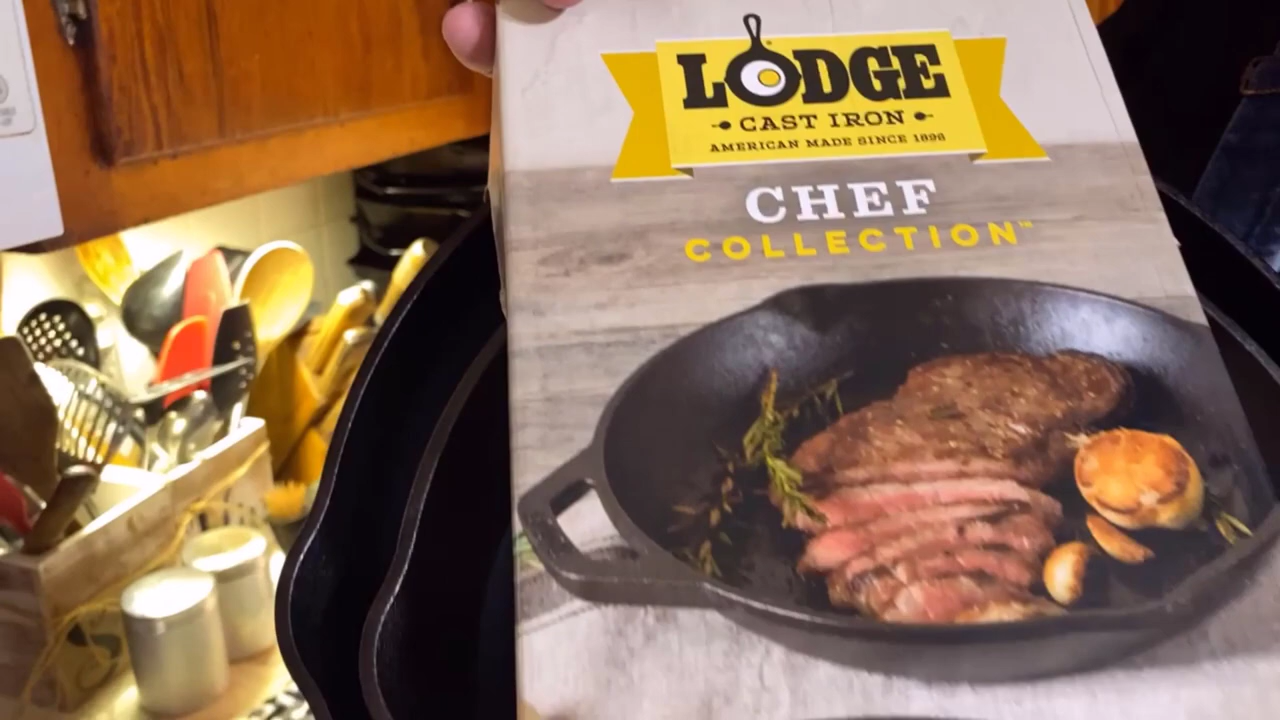 LODGE
CAST IRON
AMERICAN MADE SINCE 1896
CHEF
COLLECTION™